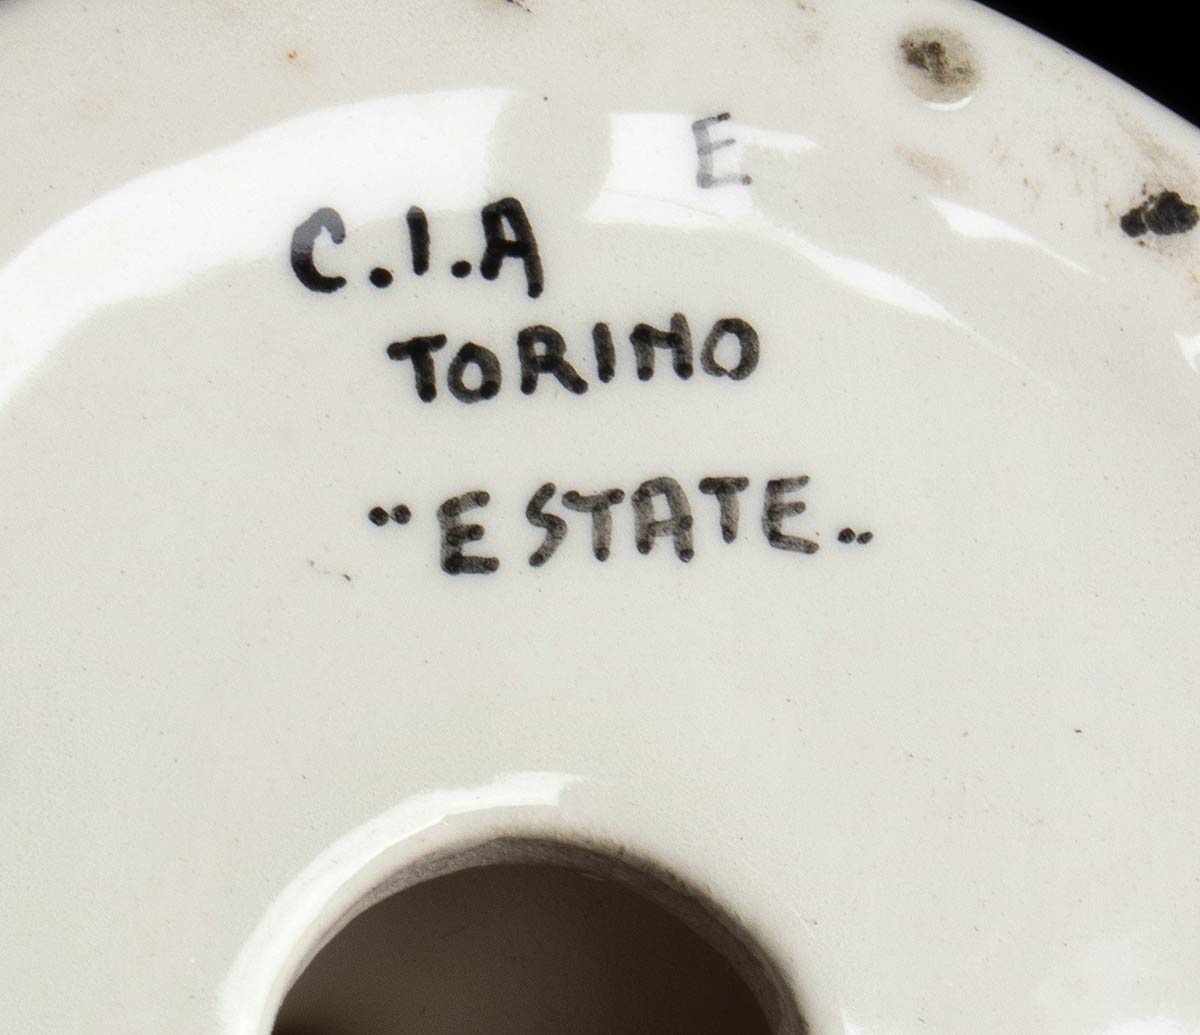 E
C.I.A
TORINO
"ESTATE"